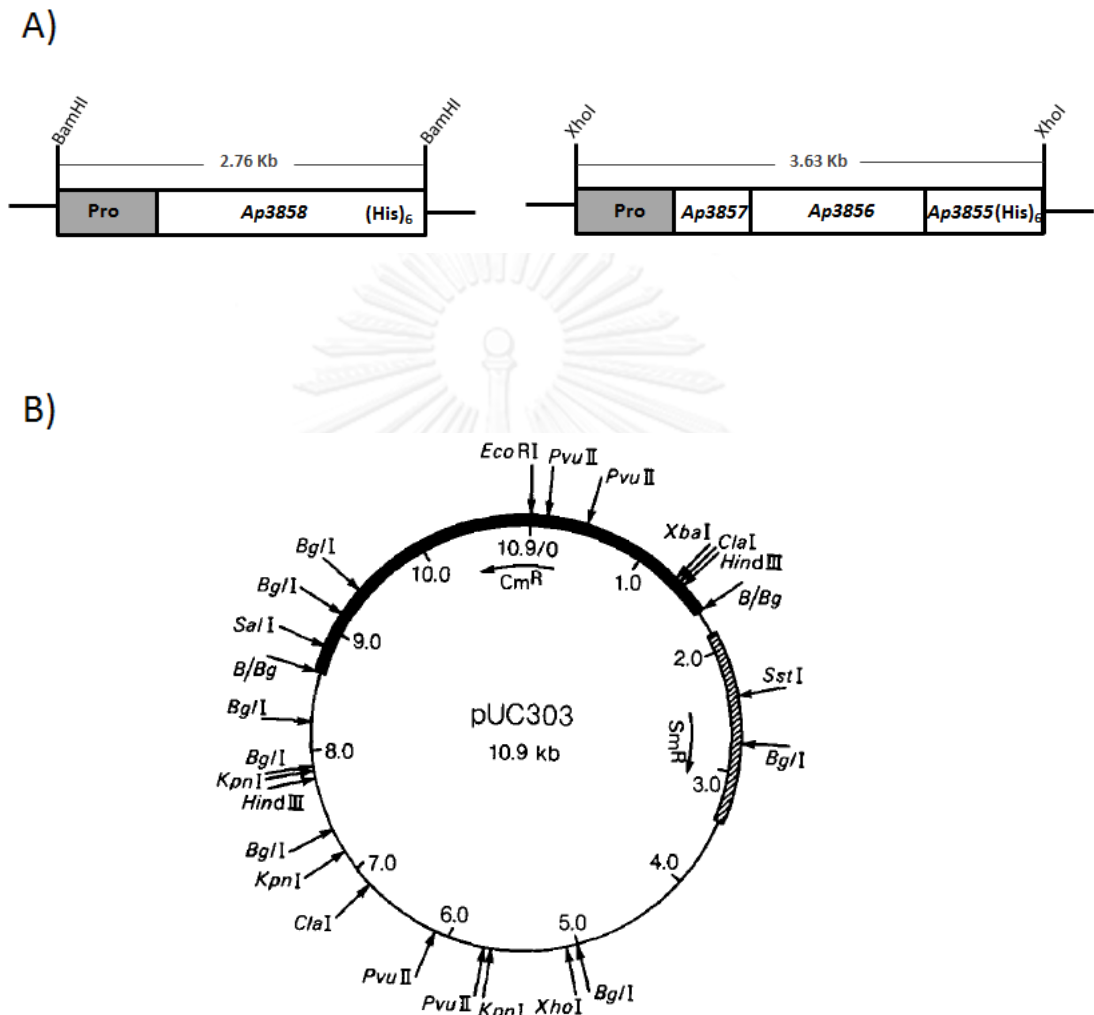 A)
BamHI BamHI XhoI XhoI
2.76 Kb 3.63 Kb
Pro Ap3858 (His)6 Pro Ap3857 Ap3856 Ap3855(His)6
B)
EcoRI
PvuII
PvuII
XbaI
ClaI
HindIII
B/Bg
SstI
BglI
BglI
XhoI
KpnI
PvuII
PvuII
ClaI
KpnI
BglI
HindIII
KpnI
BglI
BglI
B/Bg
SalI
BglI
BglI
10.9/0
1.0
2.0
3.0
4.0
5.0
6.0
7.0
8.0
9.0
10.0
CmR
SmR
pUC303
10.9 kb